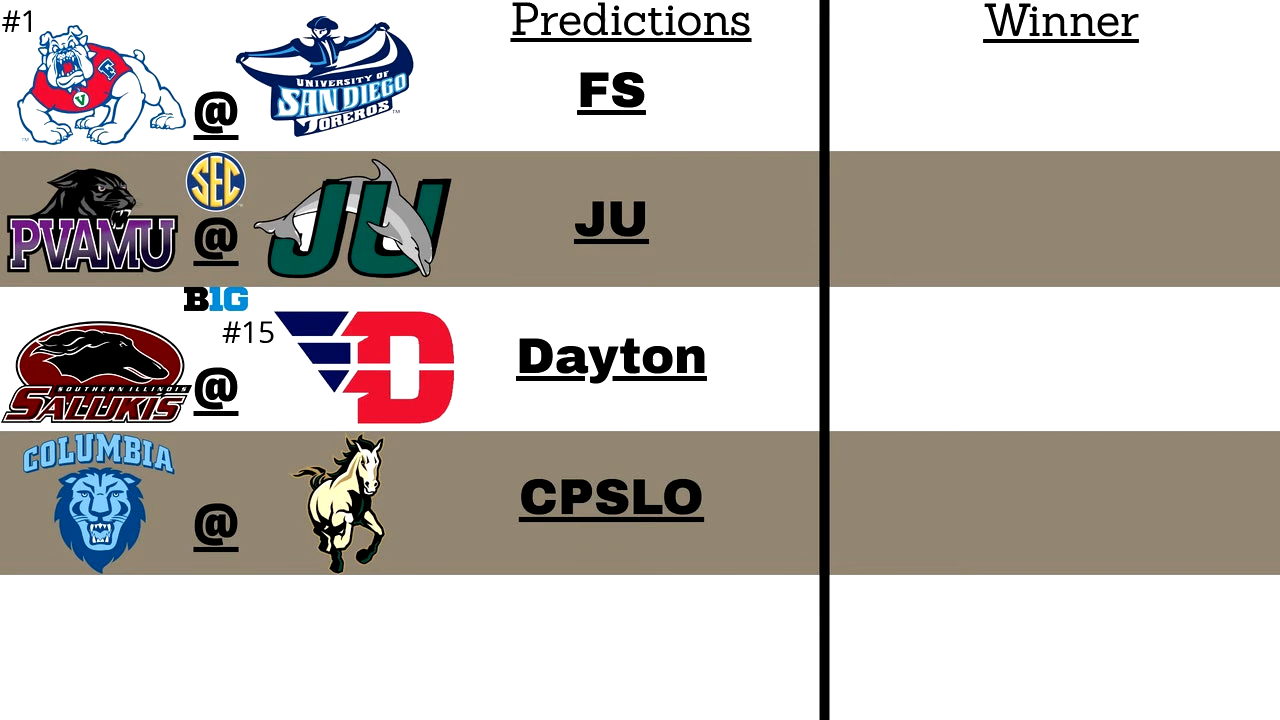 #1
Predictions
Winner
V
@
UNIVERSITY OF
SAN DIEGO
TOREROS
TM
FS
PVAMU
SEC
@
JU
JU
B1G
#15
SOUTHERN ILLINOIS
SALUKIS
@
D
Dayton
COLUMBIA
@
CPSLO